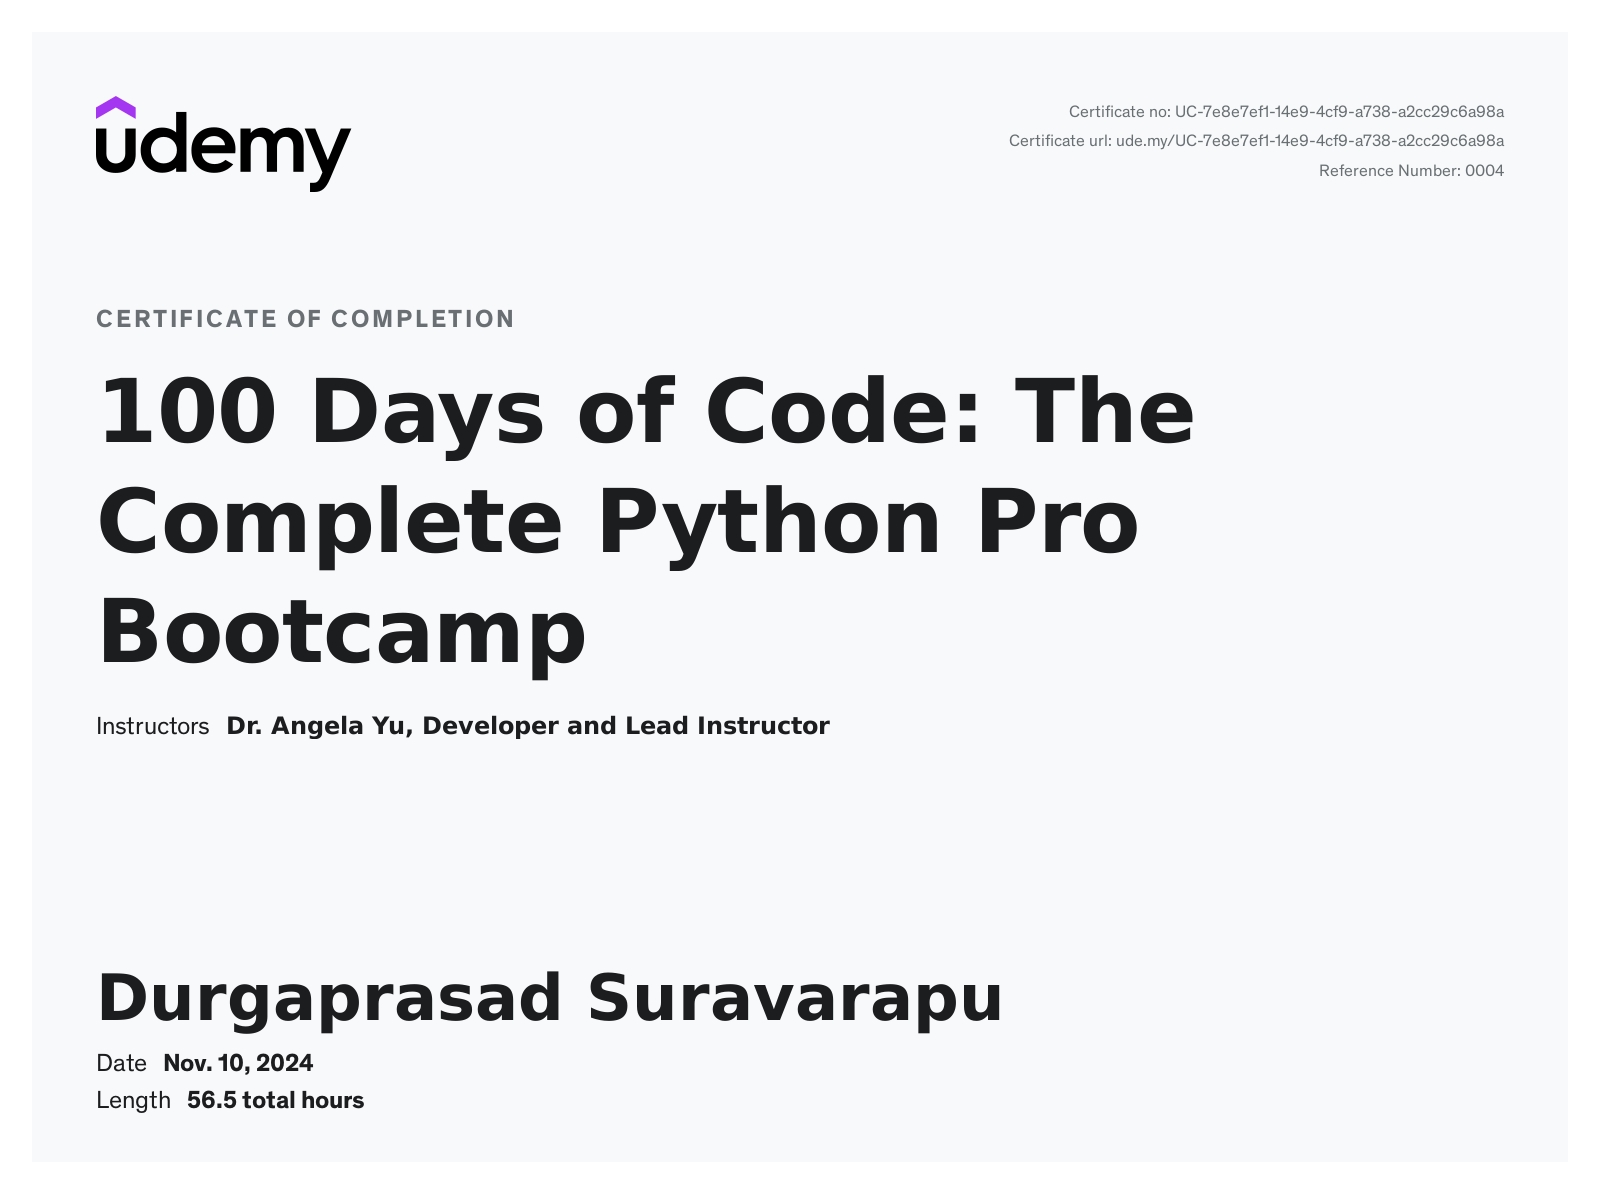 udemy
Certificate no: UC-7e8e7ef1-14e9-4cf9-a738-a2cc29c6a98a
Certificate url: ude.my/UC-7e8e7ef1-14e9-4cf9-a738-a2cc29c6a98a
Reference Number: 0004
CERTIFICATE OF COMPLETION
100 Days of Code: The
Complete Python Pro
Bootcamp
Instructors Dr. Angela Yu, Developer and Lead Instructor
Durgaprasad Suravarapu
Date Nov. 10, 2024
Length 56.5 total hours